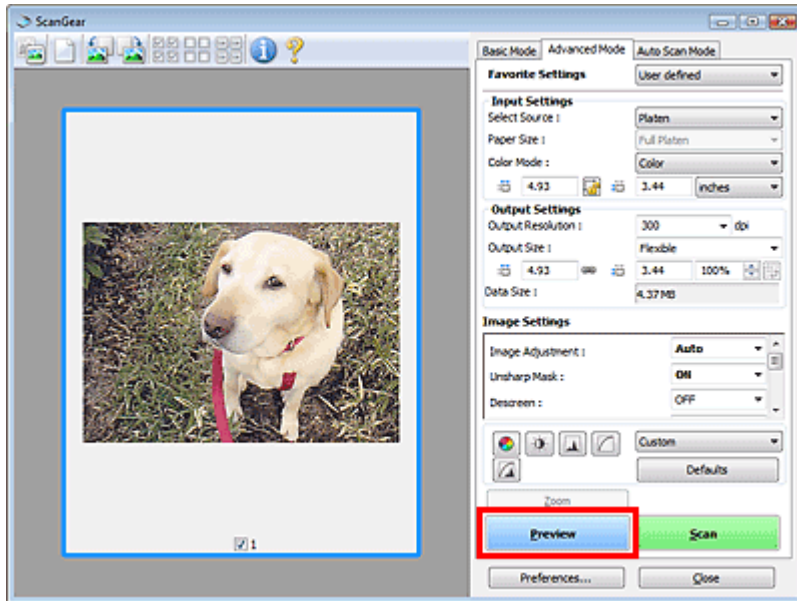 ScanGear
Basic Mode Advanced Mode Auto Scan Mode
Favorite Settings User defined
Input Settings
Select Source : Platen
Paper Size : Full Platen
Color Mode : Color
4.93 3.44 inches
Output Settings
Output Resolution : 300 dpi
Output Size : Flexible
4.93 3.44 100%
Data Size : 4.37 MB
Image Settings
Image Adjustment : Auto
Unsharp Mask : ON
Descreen : OFF
Custom
Defaults
Zoom
Preview Scan
1
Preferences... Close